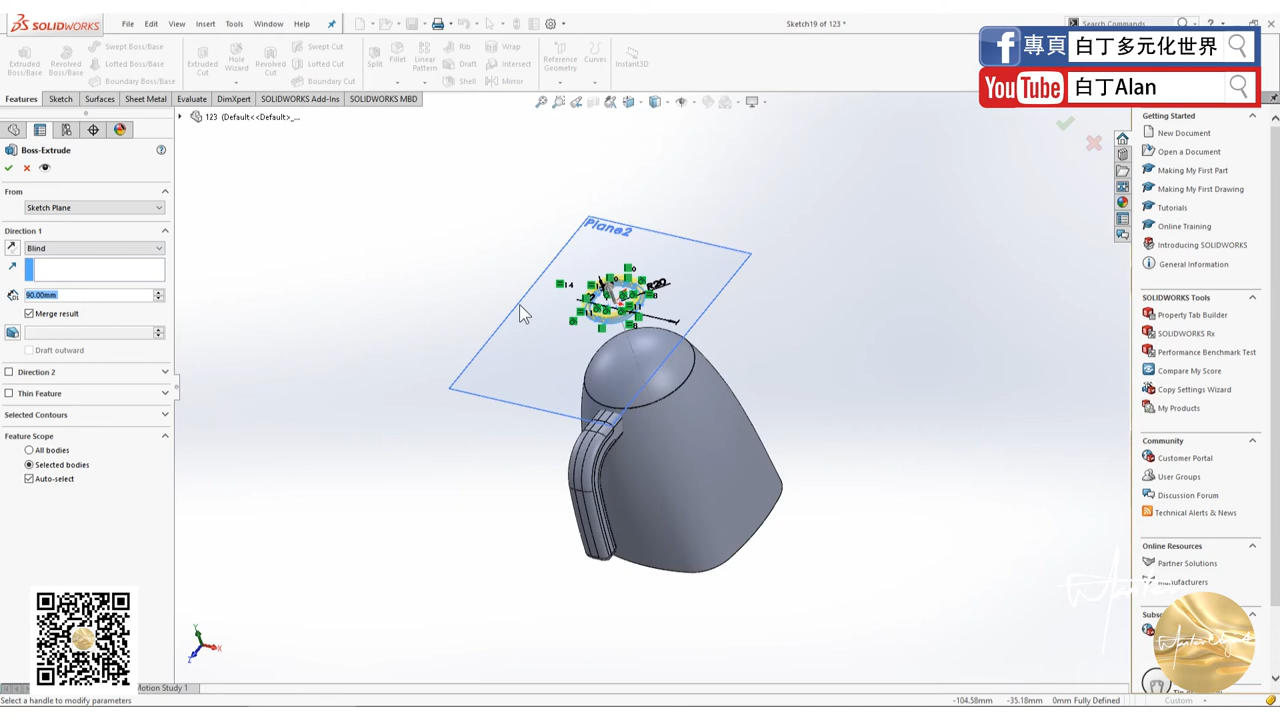 SOLIDWORKS
File Edit View Insert Tools Window Help
Sketch19 of 123 *
Search Commands
Extruded Boss/Base
Revolved Boss/Base
Swept Boss/Base
Lofted Boss/Base
Boundary Boss/Base
Extruded Cut
Hole Wizard
Revolved Cut
Swept Cut
Lofted Cut
Boundary Cut
Split
Fillet
Linear Pattern
Rib
Draft
Shell
Wrap
Intersect
Mirror
Reference Geometry
Curves
Instant3D
f 專頁 白丁多元化世界
YouTube 白丁Alan
Features Sketch Surfaces Sheet Metal Evaluate DimXpert SOLIDWORKS Add-Ins SOLIDWORKS MBD
123 (Default<<Default>_...
Boss-Extrude
From
Sketch Plane
Direction 1
Blind
90.00mm
Merge result
Draft outward
Direction 2
Thin Feature
Selected Contours
Feature Scope
All bodies
Selected bodies
Auto-select
Plane2
R20
Getting Started
New Document
Open a Document
Making My First Part
Making My First Drawing
Tutorials
Online Training
Introducing SOLIDWORKS
General Information
SOLIDWORKS Tools
Property Tab Builder
SOLIDWORKS Rx
Performance Benchmark Test
Compare My Score
Copy Settings Wizard
My Products
Community
Customer Portal
User Groups
Discussion Forum
Technical Alerts & News
Online Resources
Partner Solutions
Manufacturers
Motion Study 1
Select a handle to modify parameters
-104.58mm -35.18mm 0mm Fully Defined
Custom